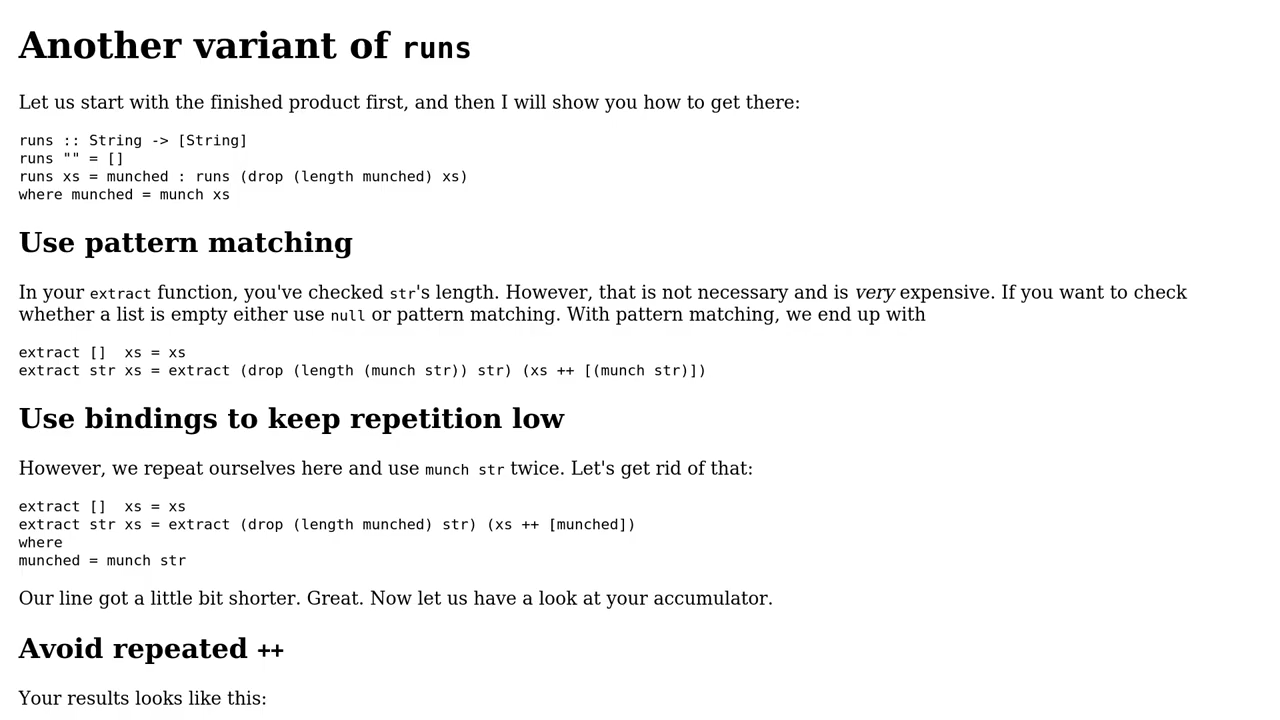 Another variant of runs
Let us start with the finished product first, and then I will show you how to get there:
runs :: String -> [String]
runs "" = []
runs xs = munched : runs (drop (length munched) xs)
where munched = munch xs
Use pattern matching
In your extract function, you've checked str's length. However, that is not necessary and is very expensive. If you want to check
whether a list is empty either use null or pattern matching. With pattern matching, we end up with
extract []  xs = xs
extract str xs = extract (drop (length (munch str)) str) (xs ++ [(munch str)])
Use bindings to keep repetition low
However, we repeat ourselves here and use munch str twice. Let's get rid of that:
extract []  xs = xs
extract str xs = extract (drop (length munched) str) (xs ++ [munched])
where
munched = munch str
Our line got a little bit shorter. Great. Now let us have a look at your accumulator.
Avoid repeated ++
Your results looks like this: